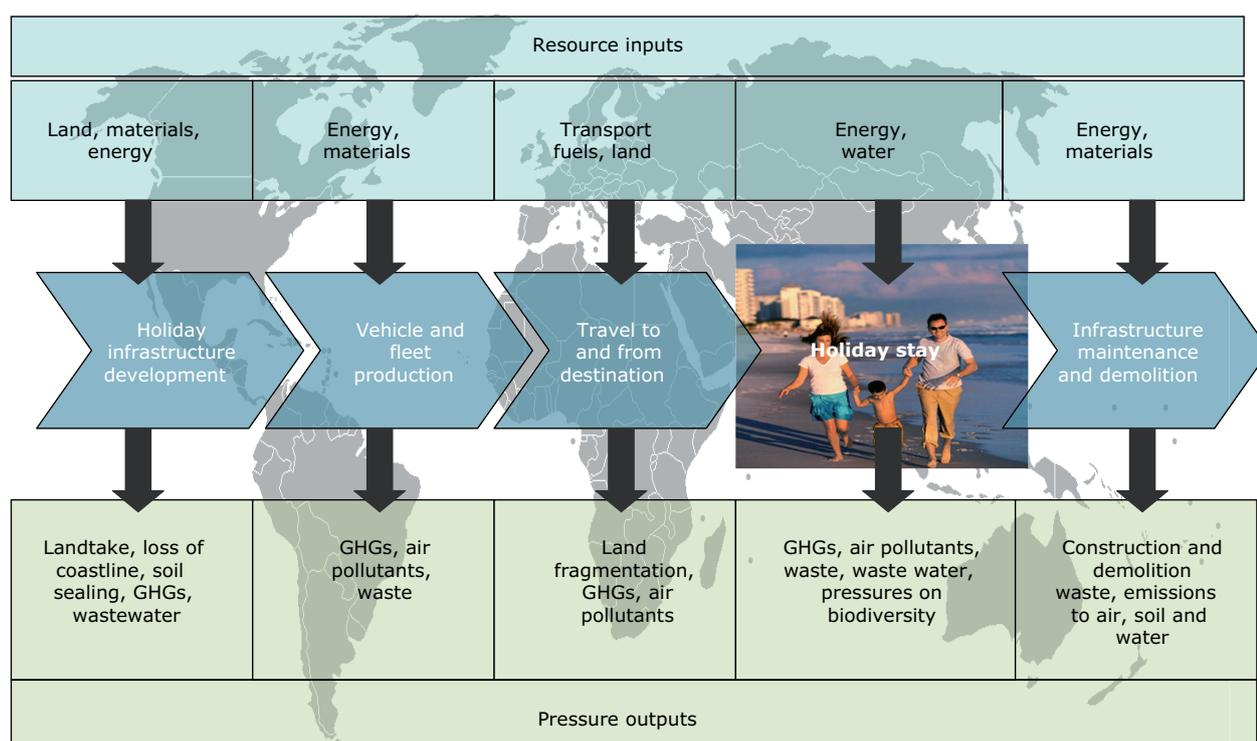 Resource inputs
Land, materials,
energy
Energy,
materials
Transport
fuels, land
Energy,
water
Energy,
materials
Holiday
infrastructure
development
Vehicle and
fleet
production
Travel to
and from
destination
Holiday stay
Infrastructure
maintenance
and demolition
Landtake, loss of
coastline, soil
sealing, GHGs,
wastewater
GHGs, air
pollutants,
waste
Land
fragmentation,
GHGs, air
pollutants
GHGs, air pollutants,
waste, waste water,
pressures on
biodiversity
Construction and
demolition
waste, emissions
to air, soil and
water
Pressure outputs